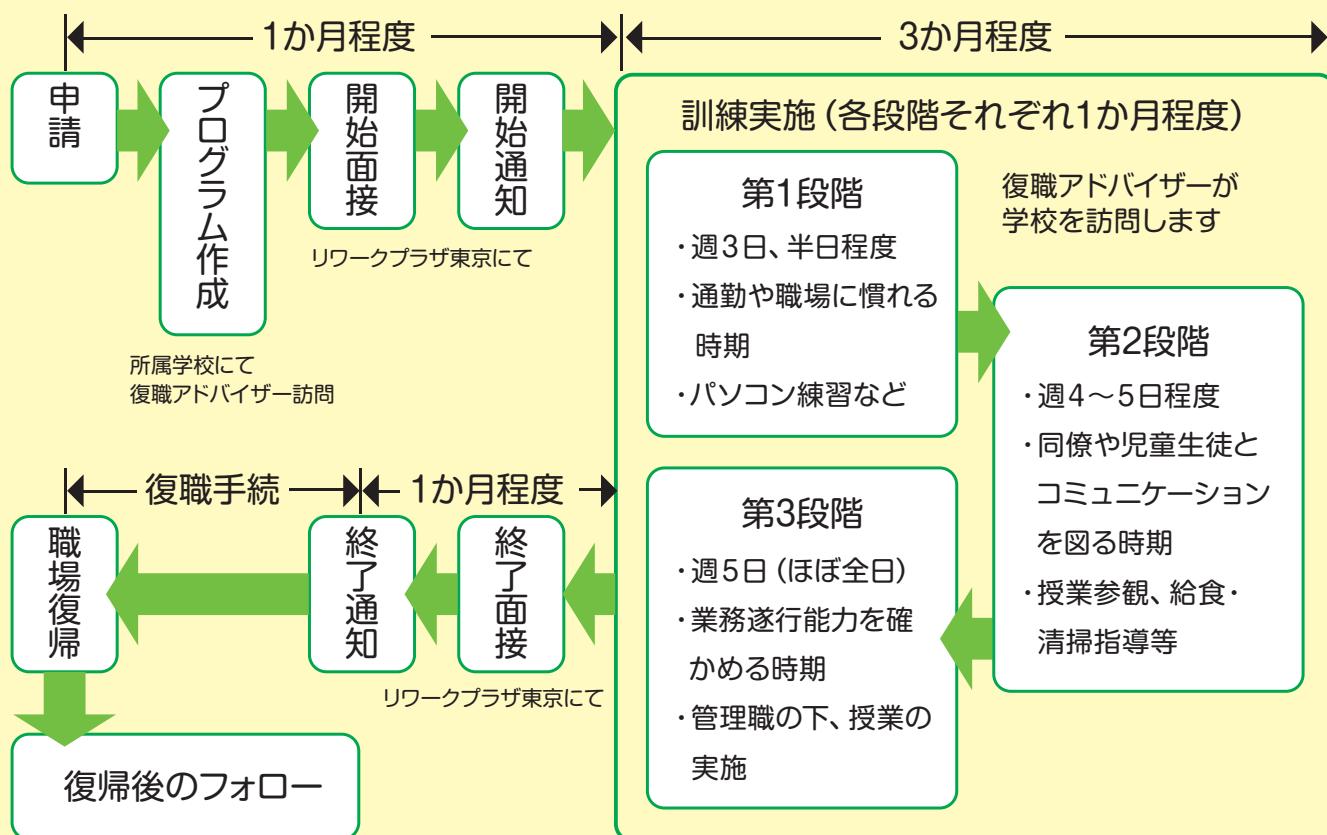 1か月程度
3か月程度
申請
プログラム作成
開始面接
開始通知
リワークプラザ東京にて
所属学校にて
復職アドバイザー訪問
訓練実施（各段階それぞれ1か月程度）
第1段階
・週3日、半日程度
・通勤や職場に慣れる
時期
・パソコン練習など
復職アドバイザーが
学校を訪問します
第2段階
・週4～5日程度
・同僚や児童生徒と
コミュニケーション
を図る時期
・授業参観、給食・
清掃指導等
第3段階
・週5日（ほぼ全日）
・業務遂行能力を確
かめる時期
・管理職の下、授業の
実施
1か月程度
復職手続
終了面接
終了通知
リワークプラザ東京にて
職場復帰
復帰後のフォロー